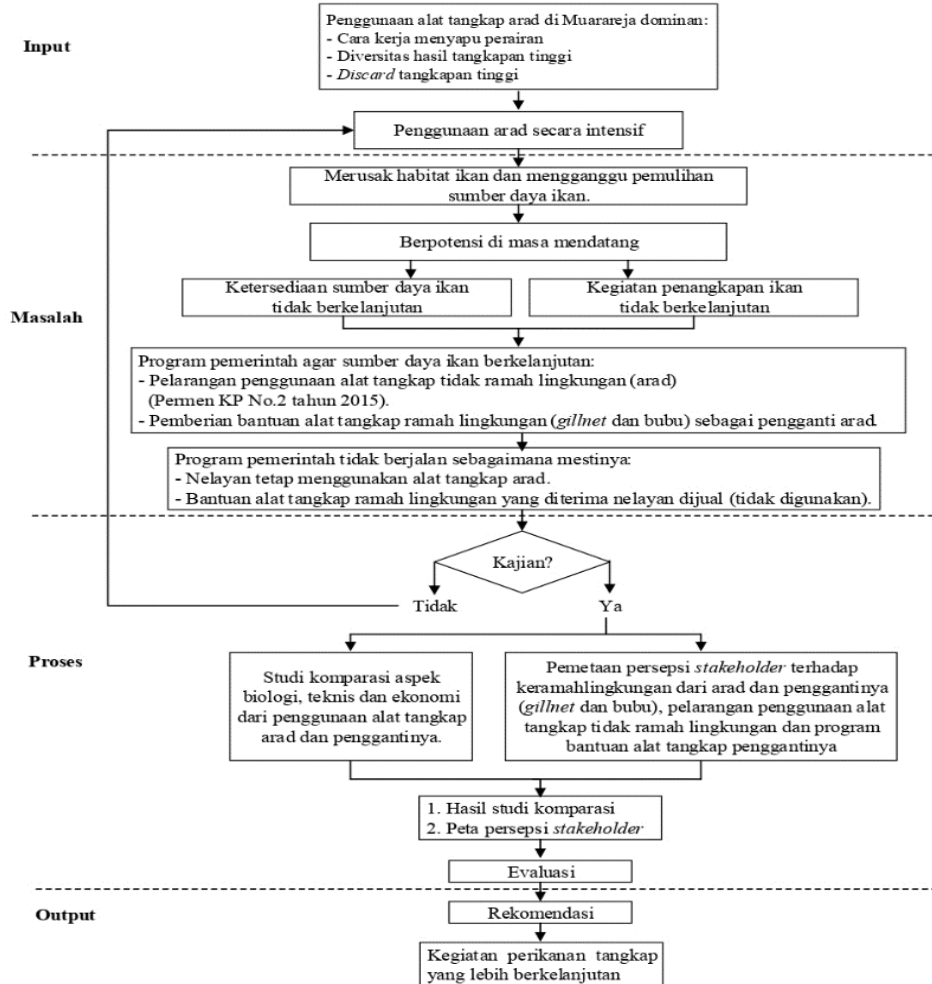 Penggunaan alat tangkap arad di Muarareja dominan:
Input
- Cara kerja menyapu perairan
- Diversitas hasil tangkapan tinggi
- Discard tangkapan tinggi
Penggunaan arad secara intensif
Merusak habitat ikan dan mengganggu pemulihan
sumber daya ikan.
Berpotensi di masa mendatang
Ketersediaan sumber daya ikan
tidak berkelanjutan
Kegiatan penangkapan ikan
tidak berkelanjutan
Masalah
Program pemerintah agar sumber daya ikan berkelanjutan:
- Pelarangan penggunaan alat tangkap tidak ramah lingkungan (arad)
(Permen KP No.2 tahun 2015).
- Pemberian bantuan alat tangkap ramah lingkungan (gillnet dan bubu) sebagai pengganti arad.
Program pemerintah tidak berjalan sebagaimana mestinya:
- Nelayan tetap menggunakan alat tangkap arad.
- Bantuan alat tangkap ramah lingkungan yang diterima nelayan dijual (tidak digunakan).
Kajian?
Tidak
Ya
Proses
Studi komparasi aspek
biologi, teknis dan ekonomi
dari penggunaan alat tangkap
arad dan penggantinya.
Pemetaan persepsi stakeholder terhadap
keramahlingkungan dari arad dan penggantinya
(gillnet dan bubu), pelarangan penggunaan alat
tangkap tidak ramah lingkungan dan program
bantuan alat tangkap penggantinya
1. Hasil studi komparasi
2. Peta persepsi stakeholder
Evaluasi
Output
Rekomendasi
Kegiatan perikanan tangkap
yang lebih berkelanjutan